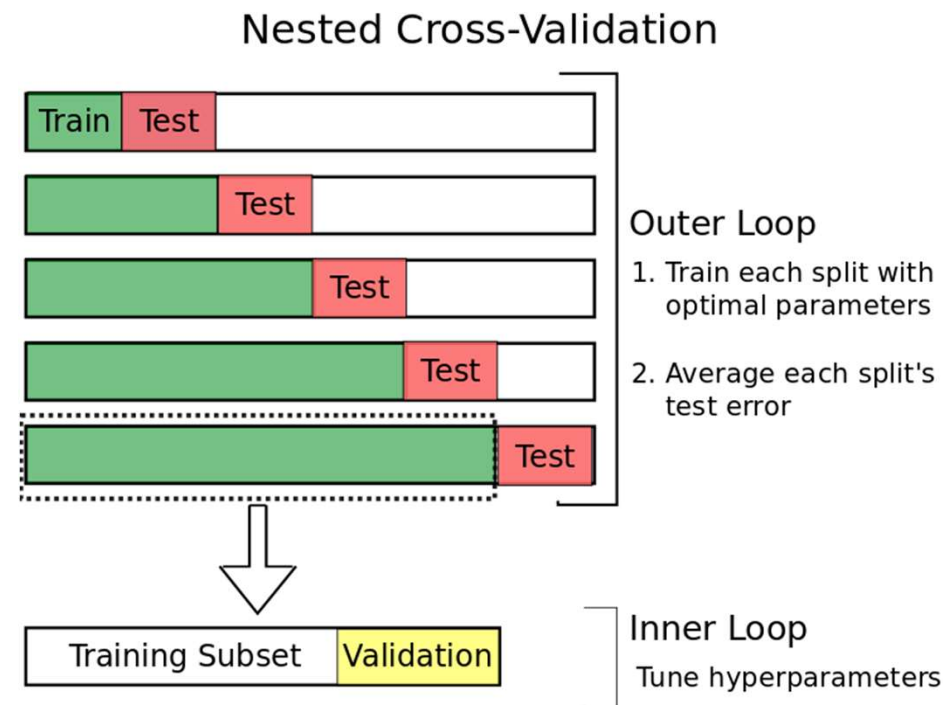 Nested Cross-Validation
Train Test
Test
Test
Test
Test
Outer Loop
1. Train each split with
optimal parameters
2. Average each split's
test error
Training Subset Validation
Inner Loop
Tune hyperparameters